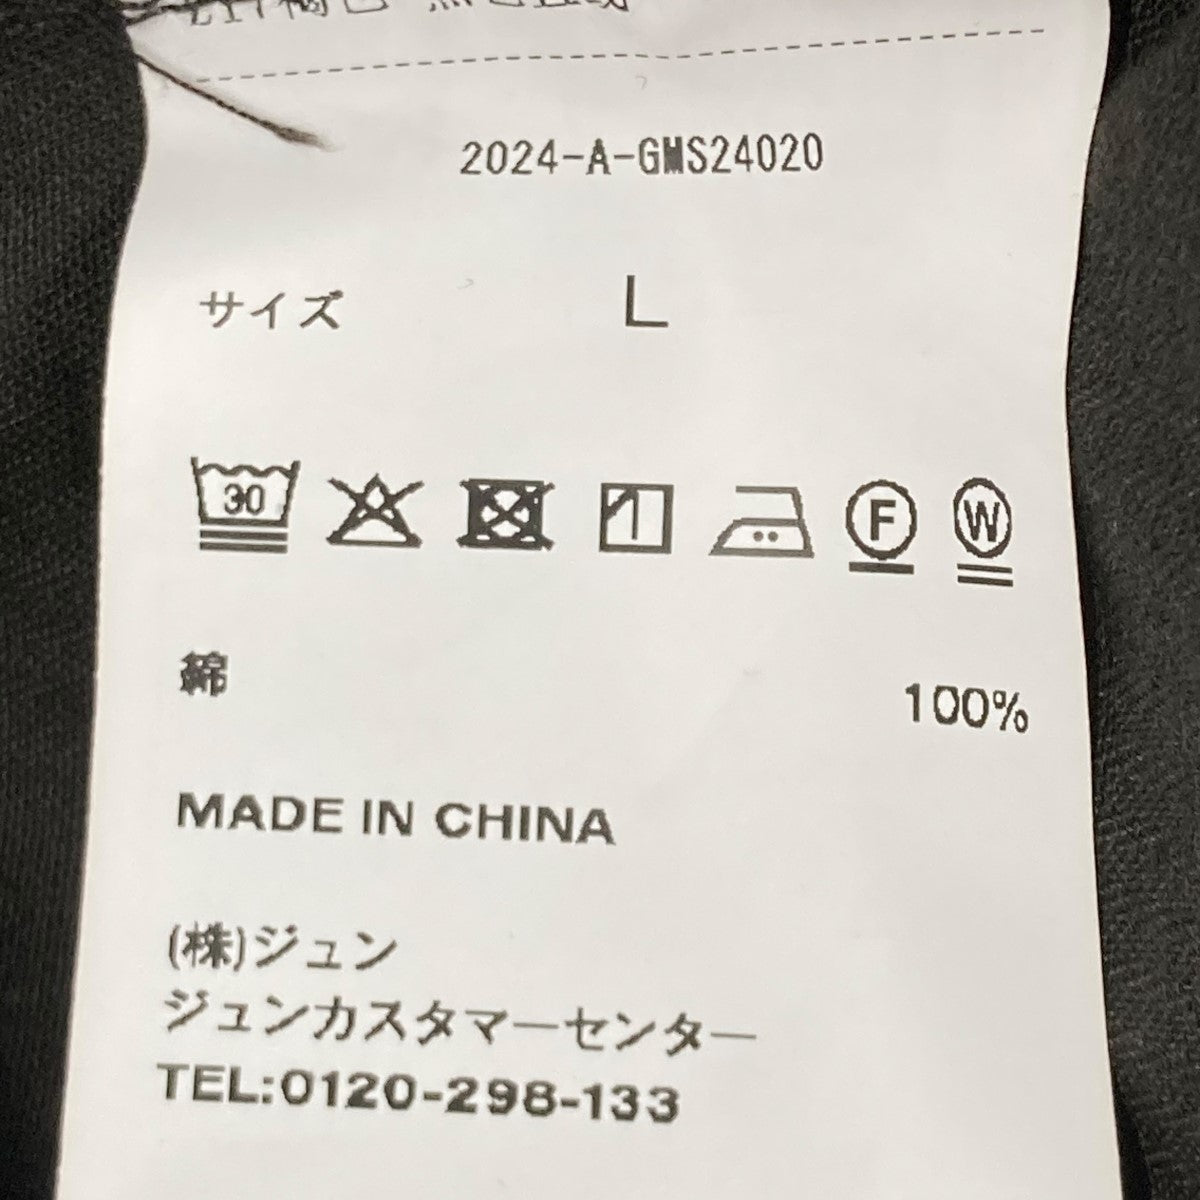 2024-A-GMS24020
サイズ L
30
F W
綿 100%
MADE IN CHINA
(株)ジュン
ジュンカスタマーセンター
TEL:0120-298-133